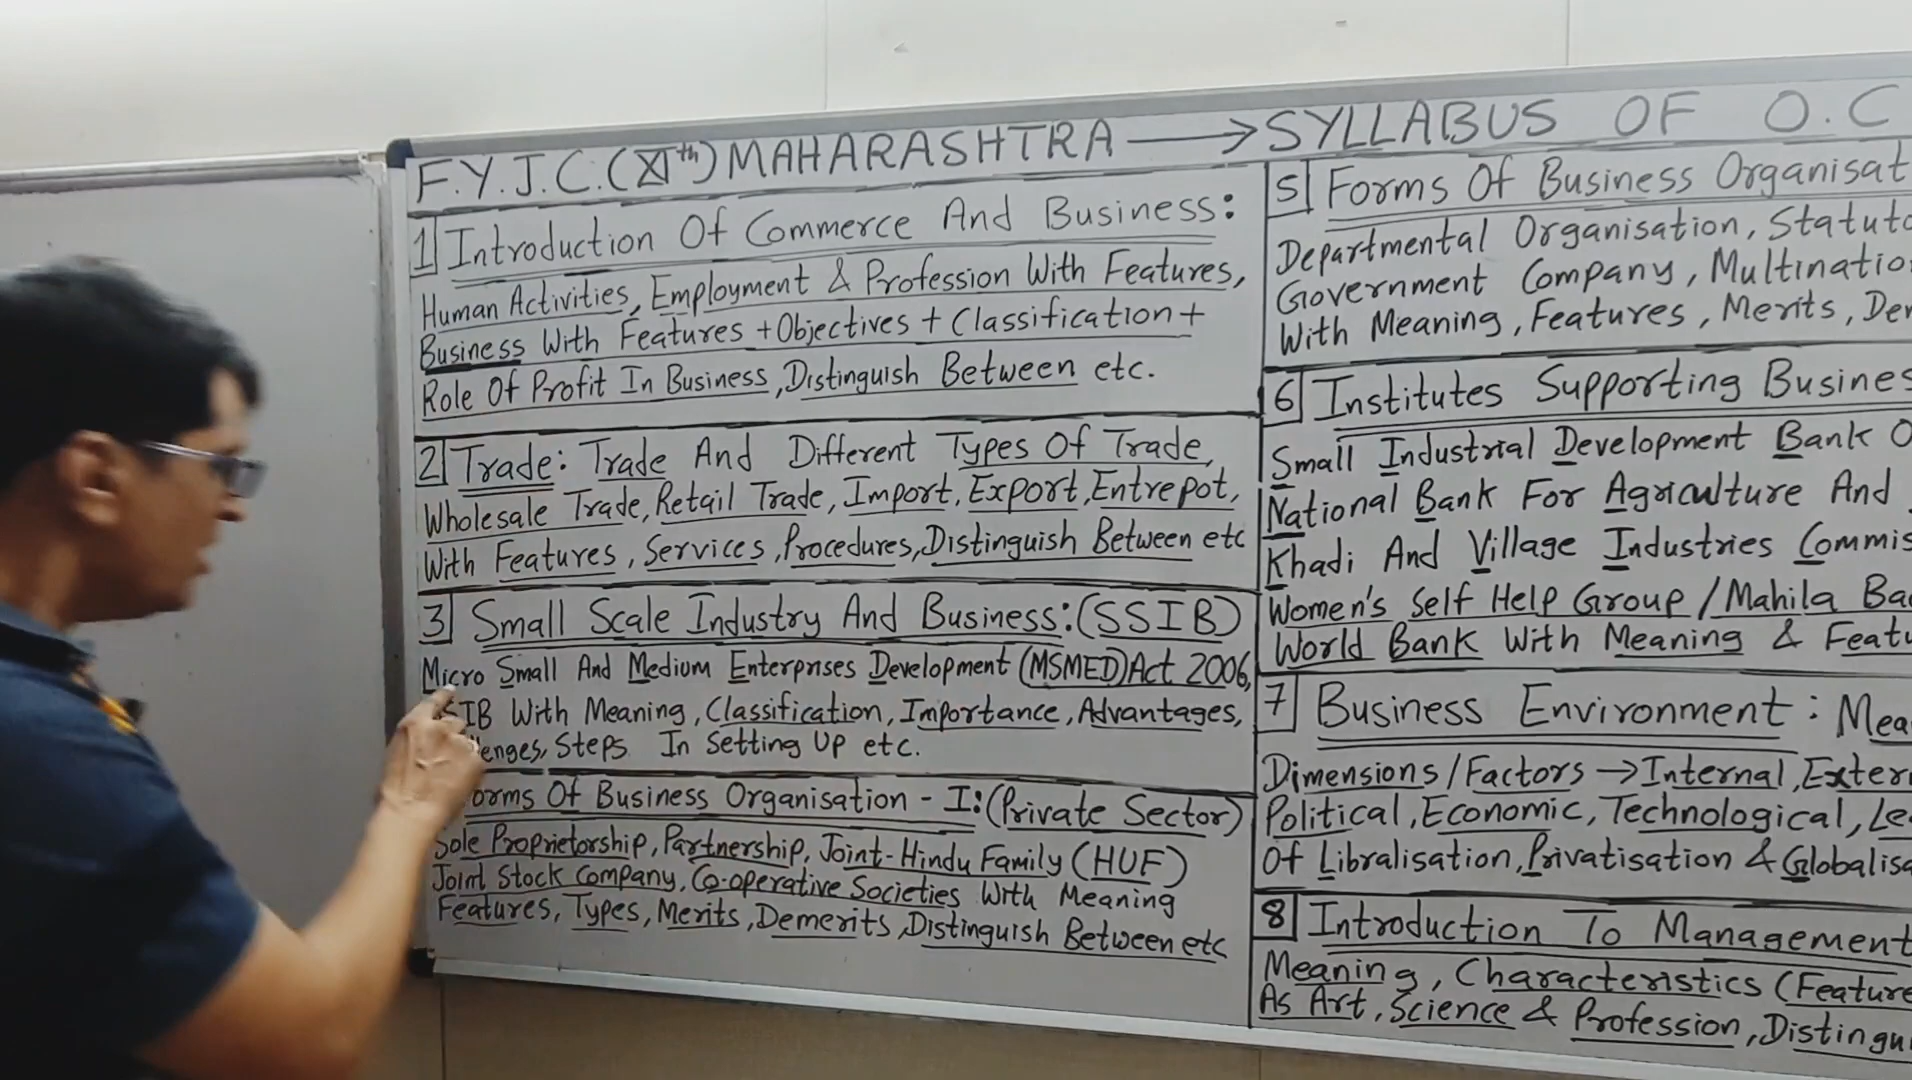 F.Y.J.C.(XIth) MAHARASHTRA → SYLLABUS OF O.C
1 Introduction Of Commerce And Business:
Human Activities, Employment & Profession With Features,
Business With Features + Objectives + Classification +
Role Of Profit In Business, Distinguish Between etc.
2 Trade: Trade And Different Types Of Trade,
Wholesale Trade, Retail Trade, Import, Export, Entrepot,
With Features, Services, Procedures, Distinguish Between etc
3 Small Scale Industry And Business: (SSIB)
Micro Small And Medium Enterprises Development (MSMED) Act 2006,
SIB With Meaning, Classification, Importance, Advantages,
lenges, Steps In Setting Up etc.
orms Of Business Organisation - I: (Private Sector)
Sole Proprietorship, Partnership, Joint-Hindu Family (HUF)
Joint Stock Company, Co-operative Societies With Meaning
Features, Types, Merits, Demerits, Distinguish Between etc
5 Forms Of Business Organisat
Departmental Organisation, Statuto
Government Company, Multinatio
With Meaning, Features, Merits, De
6 Institutes Supporting Busines
Small Industrial Development Bank O
National Bank For Agriculture And
Khadi And Village Industries Commis
Women's Self Help Group / Mahila Ba
World Bank With Meaning & Featu
7 Business Environment: Mea
Dimensions / Factors → Internal, Extern
Political, Economic, Technological, Le
Of Libralisation, Privatisation & Globalisa
8 Introduction To Management
Meaning, Characteristics (Feature
As Art, Science & Profession, Distingu